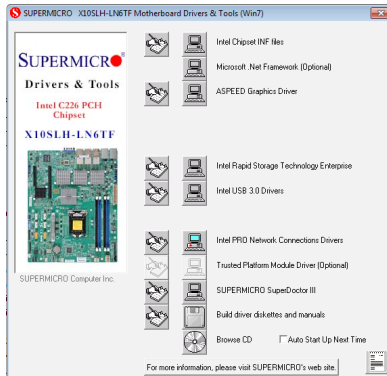 SUPERMICRO X10SLH-LN6TF Motherboard Drivers & Tools (Win7)
SUPERMICR
Drivers & Tools
Intel C226 PCH
Chipset
X10SLH-LN6TF
SUPERMICRO Computer Inc.
Intel Chipset INF files
Microsoft .Net Framework (Optional)
ASPEED Graphics Driver
Intel Rapid Storage Technology Enterprise
Intel USB 3.0 Drivers
Intel PRO Network Connections Drivers
Trusted Platform Module Driver (Optional)
SUPERMICRO SuperDoctor III
Build driver diskettes and manuals
Browse CD Auto Start Up Next Time
For more information, please visit SUPERMICRO's web site.